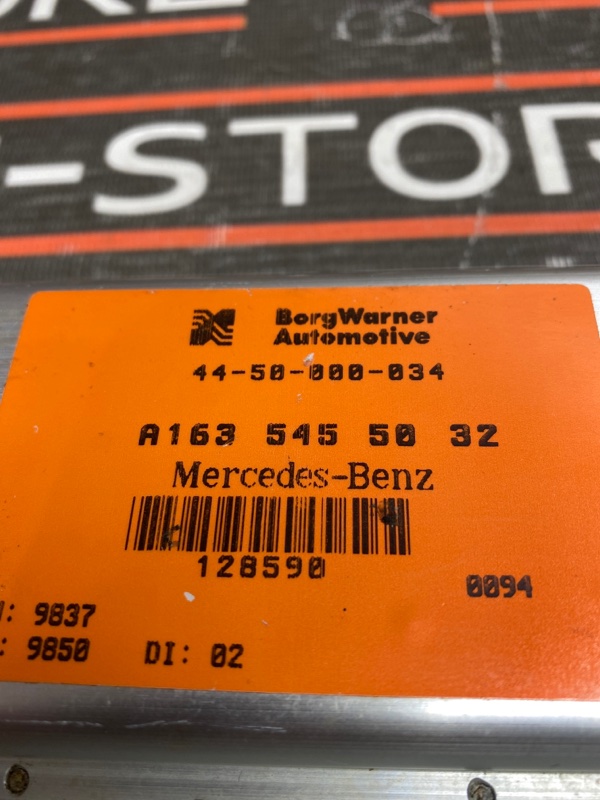 -STOR
BorgWarner
Automotive
44-50-000-034
A163 545 50 32
Mercedes-Benz
128590
0094
: 9837
: 9850 DI: 02